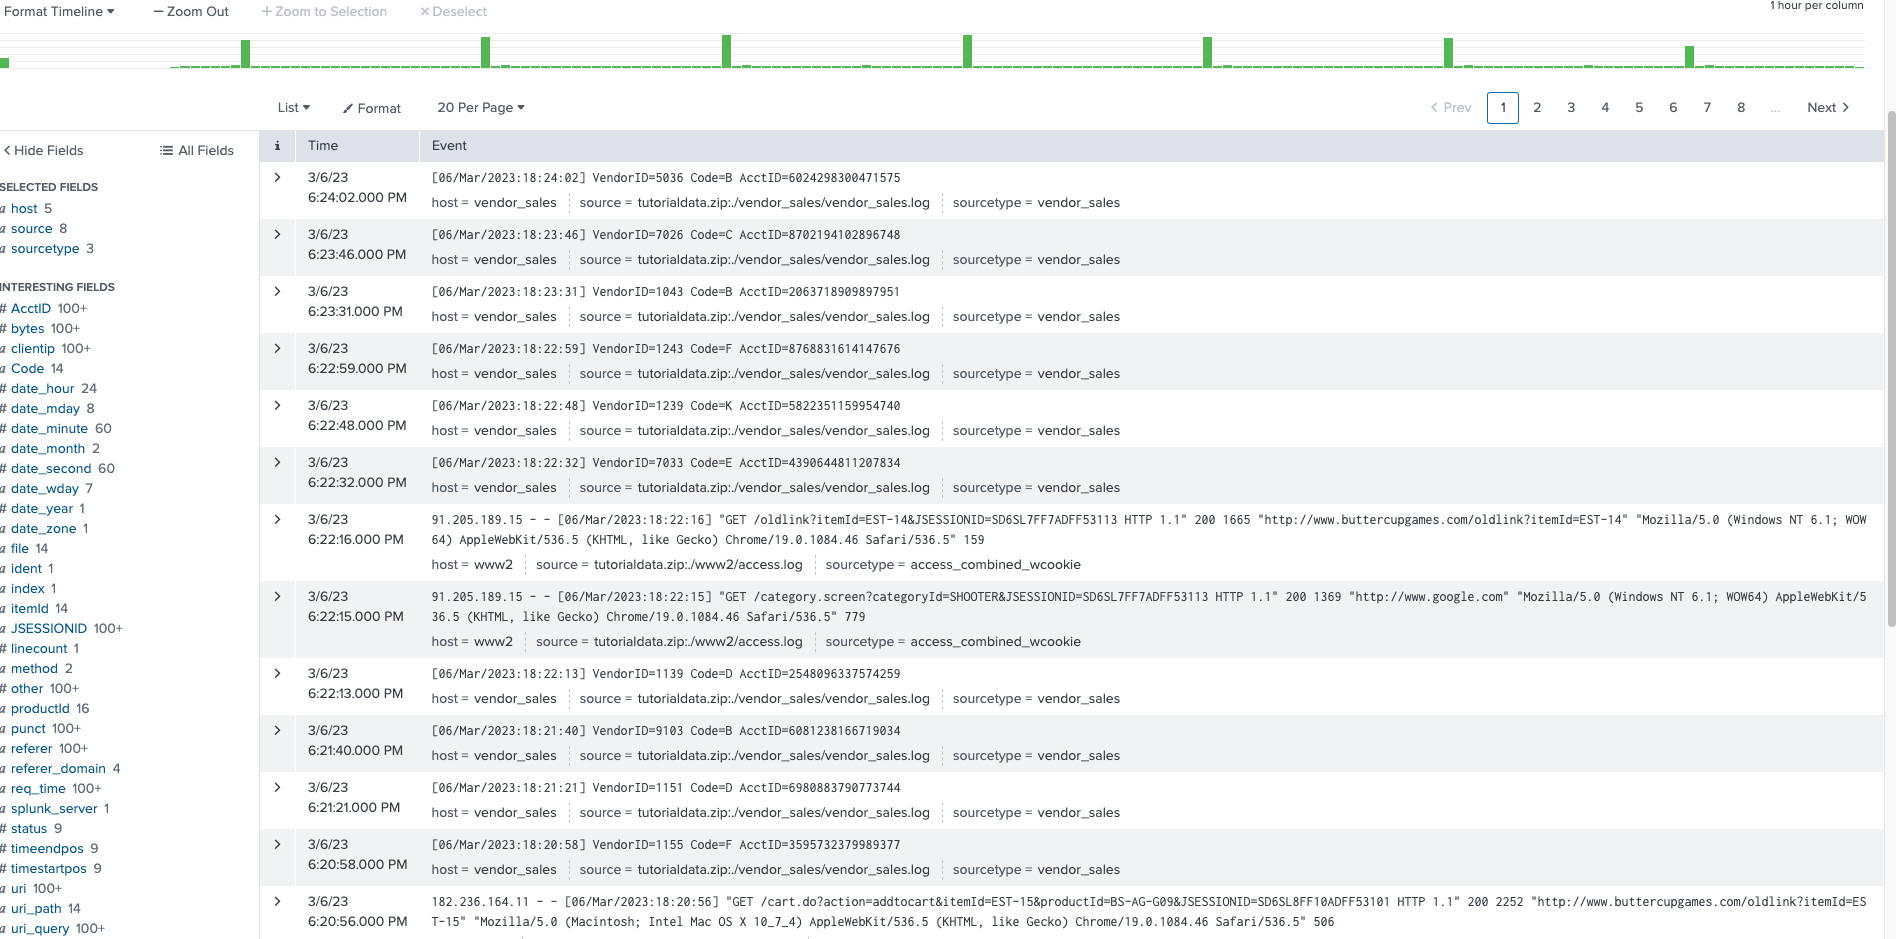 Format Timeline
— Zoom Out
+ Zoom to Selection
× Deselect
1 hour per column
List
Format
20 Per Page
< Prev
1
2
3
4
5
6
7
8
...
Next >
< Hide Fields
All Fields
SELECTED FIELDS
a host 5
a source 8
a sourcetype 3
INTERESTING FIELDS
# AcctID 100+
# bytes 100+
a clientip 100+
a Code 14
# date_hour 24
# date_mday 8
# date_minute 60
a date_month 2
# date_second 60
a date_wday 7
# date_year 1
a date_zone 1
a file 14
a ident 1
a index 1
a itemId 14
a JSESSIONID 100+
# linecount 1
a method 2
# other 100+
a productId 16
a punct 100+
a referer 100+
a referer_domain 4
# req_time 100+
a splunk_server 1
# status 9
# timeendpos 9
# timestartpos 9
a uri 100+
a uri_path 14
a uri_query 100+
i
Time
Event
> 3/6/23
6:24:02.000 PM
[06/Mar/2023:18:24:02] VendorID=5036 Code=B AcctID=6024298300471575
host = vendor_sales source = tutorialdata.zip:./vendor_sales/vendor_sales.log sourcetype = vendor_sales
> 3/6/23
6:23:46.000 PM
[06/Mar/2023:18:23:46] VendorID=7026 Code=C AcctID=8702194102896748
host = vendor_sales source = tutorialdata.zip:./vendor_sales/vendor_sales.log sourcetype = vendor_sales
> 3/6/23
6:23:31.000 PM
[06/Mar/2023:18:23:31] VendorID=1043 Code=B AcctID=2063718909897951
host = vendor_sales source = tutorialdata.zip:./vendor_sales/vendor_sales.log sourcetype = vendor_sales
> 3/6/23
6:22:59.000 PM
[06/Mar/2023:18:22:59] VendorID=1243 Code=F AcctID=8768831614147676
host = vendor_sales source = tutorialdata.zip:./vendor_sales/vendor_sales.log sourcetype = vendor_sales
> 3/6/23
6:22:48.000 PM
[06/Mar/2023:18:22:48] VendorID=1239 Code=K AcctID=5822351159954740
host = vendor_sales source = tutorialdata.zip:./vendor_sales/vendor_sales.log sourcetype = vendor_sales
> 3/6/23
6:22:32.000 PM
[06/Mar/2023:18:22:32] VendorID=7033 Code=E AcctID=4390644811207834
host = vendor_sales source = tutorialdata.zip:./vendor_sales/vendor_sales.log sourcetype = vendor_sales
> 3/6/23
6:22:16.000 PM
91.205.189.15 - - [06/Mar/2023:18:22:16] "GET /oldlink?itemId=EST-14&JSESSIONID=SD6SL7FF7ADFF53113 HTTP 1.1" 200 1665 "http://www.buttercupgames.com/oldlink?itemId=EST-14" "Mozilla/5.0 (Windows NT 6.1; WOW
64) AppleWebKit/536.5 (KHTML, like Gecko) Chrome/19.0.1084.46 Safari/536.5" 159
host = www2 source = tutorialdata.zip:./www2/access.log sourcetype = access_combined_wcookie
> 3/6/23
6:22:15.000 PM
91.205.189.15 - - [06/Mar/2023:18:22:15] "GET /category.screen?categoryId=SHOOTER&JSESSIONID=SD6SL7FF7ADFF53113 HTTP 1.1" 200 1369 "http://www.google.com" "Mozilla/5.0 (Windows NT 6.1; WOW64) AppleWebKit/5
36.5 (KHTML, like Gecko) Chrome/19.0.1084.46 Safari/536.5" 779
host = www2 source = tutorialdata.zip:./www2/access.log sourcetype = access_combined_wcookie
> 3/6/23
6:22:13.000 PM
[06/Mar/2023:18:22:13] VendorID=1139 Code=D AcctID=2548096337574259
host = vendor_sales source = tutorialdata.zip:./vendor_sales/vendor_sales.log sourcetype = vendor_sales
> 3/6/23
6:21:40.000 PM
[06/Mar/2023:18:21:40] VendorID=9103 Code=B AcctID=6081238166719034
host = vendor_sales source = tutorialdata.zip:./vendor_sales/vendor_sales.log sourcetype = vendor_sales
> 3/6/23
6:21:21.000 PM
[06/Mar/2023:18:21:21] VendorID=1151 Code=D AcctID=6980883790773744
host = vendor_sales source = tutorialdata.zip:./vendor_sales/vendor_sales.log sourcetype = vendor_sales
> 3/6/23
6:20:58.000 PM
[06/Mar/2023:18:20:58] VendorID=1155 Code=F AcctID=3595732379989377
host = vendor_sales source = tutorialdata.zip:./vendor_sales/vendor_sales.log sourcetype = vendor_sales
> 3/6/23
6:20:56.000 PM
182.236.164.11 - - [06/Mar/2023:18:20:56] "GET /cart.do?action=addtocart&itemId=EST-15&productId=BS-AG-G09&JSESSIONID=SD6SL8FF10ADFF53101 HTTP 1.1" 200 2252 "http://www.buttercupgames.com/oldlink?itemId=ES
T-15" "Mozilla/5.0 (Macintosh; Intel Mac OS X 10_7_4) AppleWebKit/536.5 (KHTML, like Gecko) Chrome/19.0.1084.46 Safari/536.5" 506